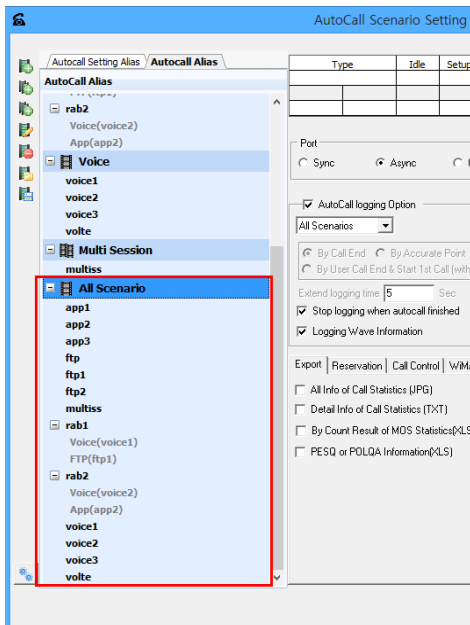 AutoCall Scenario Setting
Autocall Setting Alias
Autocall Alias
AutoCall Alias
rab2
Voice(voice2)
App(app2)
Voice
voice1
voice2
voice3
volte
Multi Session
multiss
All Scenario
app1
app2
app3
ftp
ftp1
ftp2
multiss
rab1
Voice(voice1)
FTP(ftp1)
rab2
Voice(voice2)
App(app2)
voice1
voice2
voice3
volte
Type Idle Setup
Port
Sync Async
AutoCall logging Option
All Scenarios
By Call End By Accurate Point
By User Call End & Start 1st Call (with
Extend logging time 5 Sec
Stop logging when autocall finished
Logging Wave Information
Export Reservation Call Control WiMA
All Info of Call Statistics (JPG)
Detail Info of Call Statistics (TXT)
By Count Result of MOS Statistics(XLS
PESQ or POLQA Information(XLS)